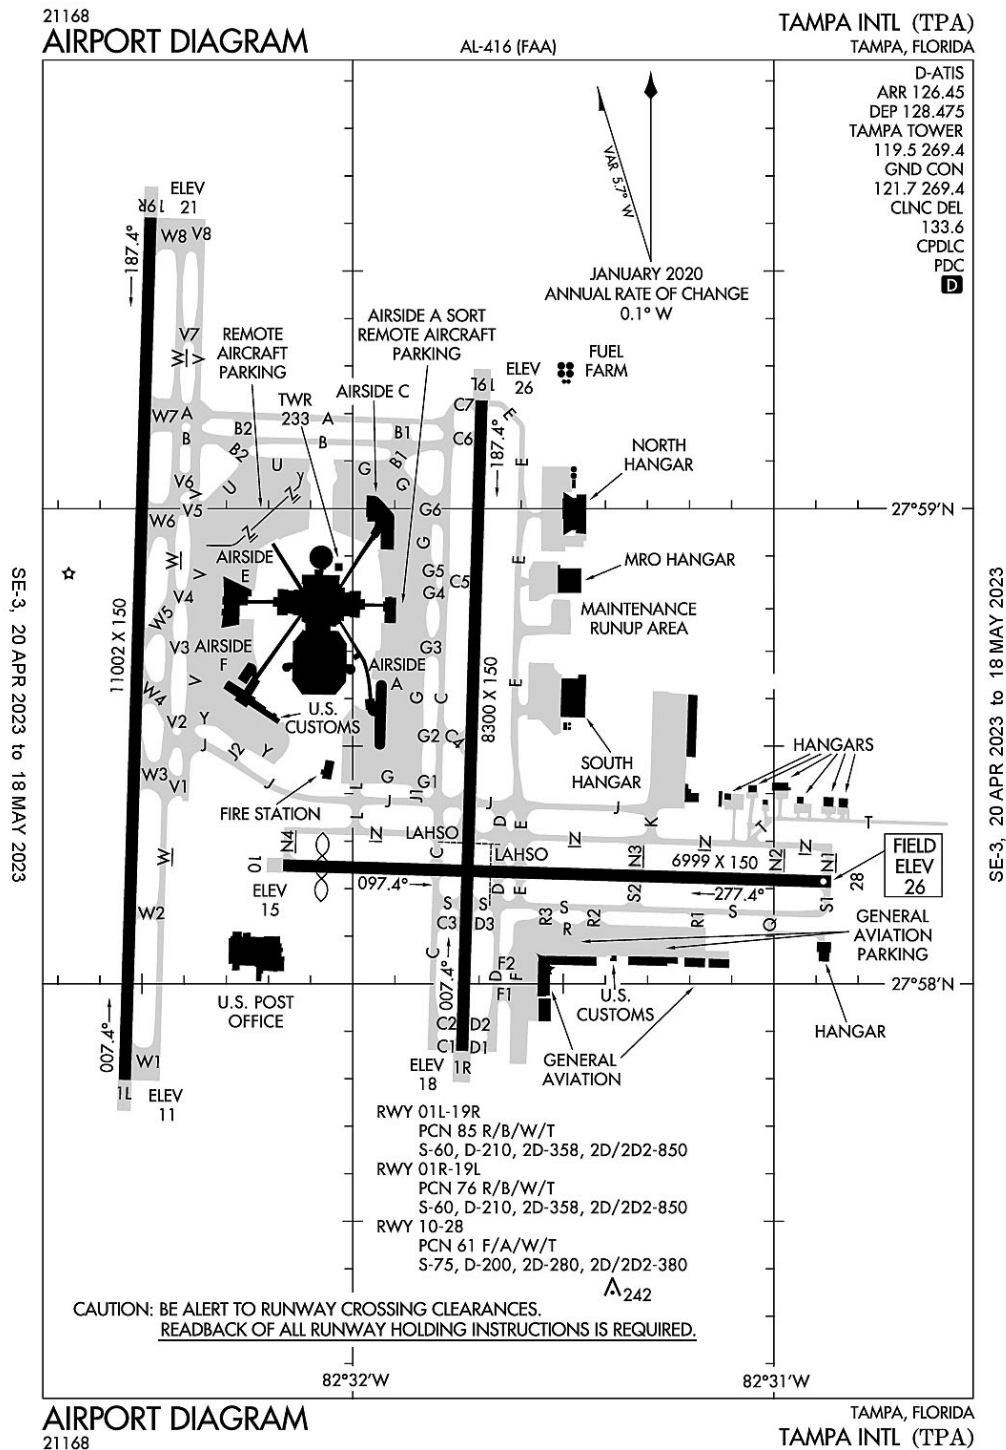 21168
AIRPORT DIAGRAM
AL-416 (FAA)
TAMPA INTL (TPA)
TAMPA, FLORIDA
D-ATIS
ARR 126.45
DEP 128.475
TAMPA TOWER
119.5 269.4
GND CON
121.7 269.4
CLNC DEL
133.6
CPDLC
PDC
D
VAR 5.7° W
JANUARY 2020
ANNUAL RATE OF CHANGE
0.1° W
19R
ELEV
21
187.4°
W8 V8
V7
W
V
REMOTE
AIRCRAFT
PARKING
AIRSIDE A SORT
REMOTE AIRCRAFT
PARKING
TWR
233
AIRSIDE C
19L
ELEV
26
FUEL
FARM
W7 A
B
B2
B2
A
B
B1
B1
C7
C6
E
187.4°
E
NORTH
HANGAR
U
U
Y
Z
Z
G
G
V6
V
V5
W6
G6
27°59'N
W
V
AIRSIDE
E
G
G5
G4
C5
E
MRO HANGAR
MAINTENANCE
RUNUP AREA
11002 X 150
V4
W5
V3
AIRSIDE
F
V
W4
G3
8300 X 150
AIRSIDE
A
G
C
E
U.S.
CUSTOMS
V2
Y
J
J2
Y
G2
C4
SOUTH
HANGAR
HANGARS
W3
V1
FIRE STATION
J
L
G
J
J1
G1
J
D
E
J
K
T
T
L
N4
N
LAHSO
LAHSO
C
N
N3
N
N2
N
N1
6999 X 150
FIELD
ELEV
26
10
ELEV
15
097.4°
D
E
S2
277.4°
28
S1
W
W2
S
S
C3
D3
R3
S
R
R2
R1
S
Q
GENERAL
AVIATION
PARKING
U.S. POST
OFFICE
C
007.4°
D
F
F2
F1
U.S.
CUSTOMS
27°58'N
HANGAR
007.4°
W1
C2
D2
C1
D1
GENERAL
AVIATION
1L
ELEV
11
ELEV
18
1R
RWY 01L-19R
PCN 85 R/B/W/T
S-60, D-210, 2D-358, 2D/2D2-850
RWY 01R-19L
PCN 76 R/B/W/T
S-60, D-210, 2D-358, 2D/2D2-850
RWY 10-28
PCN 61 F/A/W/T
S-75, D-200, 2D-280, 2D/2D2-380
242
CAUTION: BE ALERT TO RUNWAY CROSSING CLEARANCES.
READBACK OF ALL RUNWAY HOLDING INSTRUCTIONS IS REQUIRED.
82°32'W
82°31'W
SE-3, 20 APR 2023 to 18 MAY 2023
SE-3, 20 APR 2023 to 18 MAY 2023
AIRPORT DIAGRAM
21168
TAMPA, FLORIDA
TAMPA INTL (TPA)